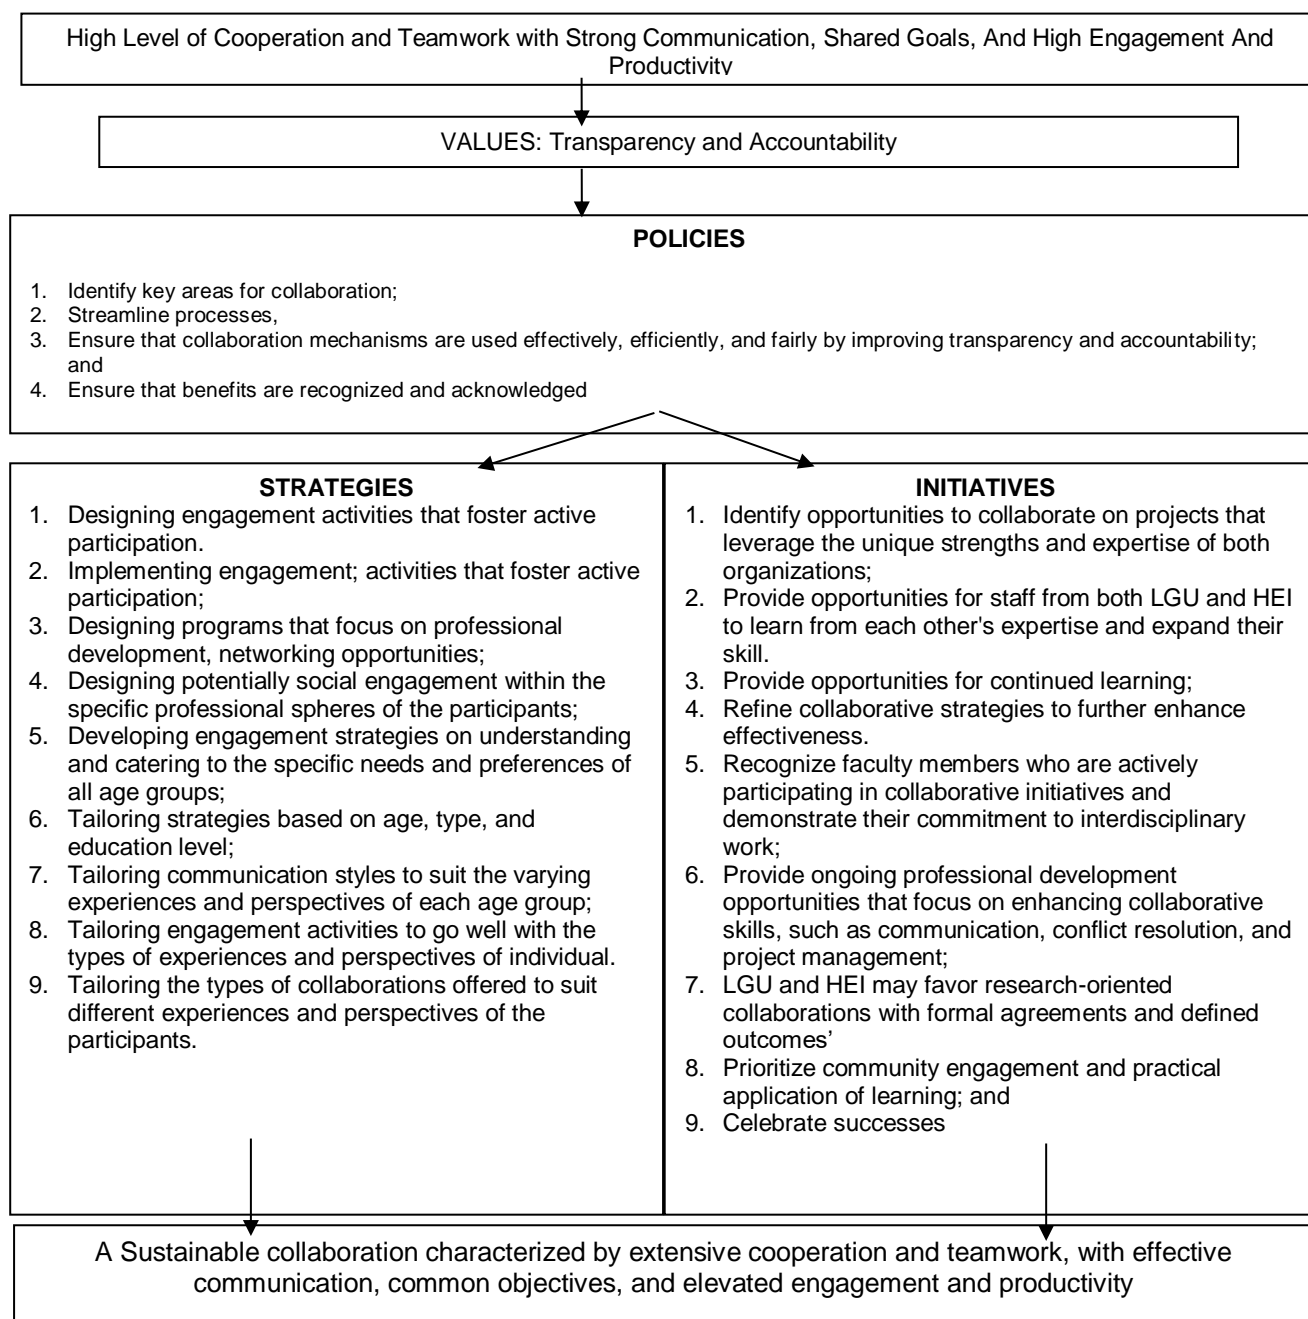 High Level of Cooperation and Teamwork with Strong Communication, Shared Goals, And High Engagement And
Productivity
VALUES: Transparency and Accountability
POLICIES
1. Identify key areas for collaboration;
2. Streamline processes,
3. Ensure that collaboration mechanisms are used effectively, efficiently, and fairly by improving transparency and accountability;
and
4. Ensure that benefits are recognized and acknowledged
STRATEGIES
1. Designing engagement activities that foster active
participation.
2. Implementing engagement; activities that foster active
participation;
3. Designing programs that focus on professional
development, networking opportunities;
4. Designing potentially social engagement within the
specific professional spheres of the participants;
5. Developing engagement strategies on understanding
and catering to the specific needs and preferences of
all age groups;
6. Tailoring strategies based on age, type, and
education level;
7. Tailoring communication styles to suit the varying
experiences and perspectives of each age group;
8. Tailoring engagement activities to go well with the
types of experiences and perspectives of individual.
9. Tailoring the types of collaborations offered to suit
different experiences and perspectives of the
participants.
INITIATIVES
1. Identify opportunities to collaborate on projects that
leverage the unique strengths and expertise of both
organizations;
2. Provide opportunities for staff from both LGU and HEI
to learn from each other's expertise and expand their
skill.
3. Provide opportunities for continued learning;
4. Refine collaborative strategies to further enhance
effectiveness.
5. Recognize faculty members who are actively
participating in collaborative initiatives and
demonstrate their commitment to interdisciplinary
work;
6. Provide ongoing professional development
opportunities that focus on enhancing collaborative
skills, such as communication, conflict resolution, and
project management;
7. LGU and HEI may favor research-oriented
collaborations with formal agreements and defined
outcomes’
8. Prioritize community engagement and practical
application of learning; and
9. Celebrate successes
A Sustainable collaboration characterized by extensive cooperation and teamwork, with effective
communication, common objectives, and elevated engagement and productivity